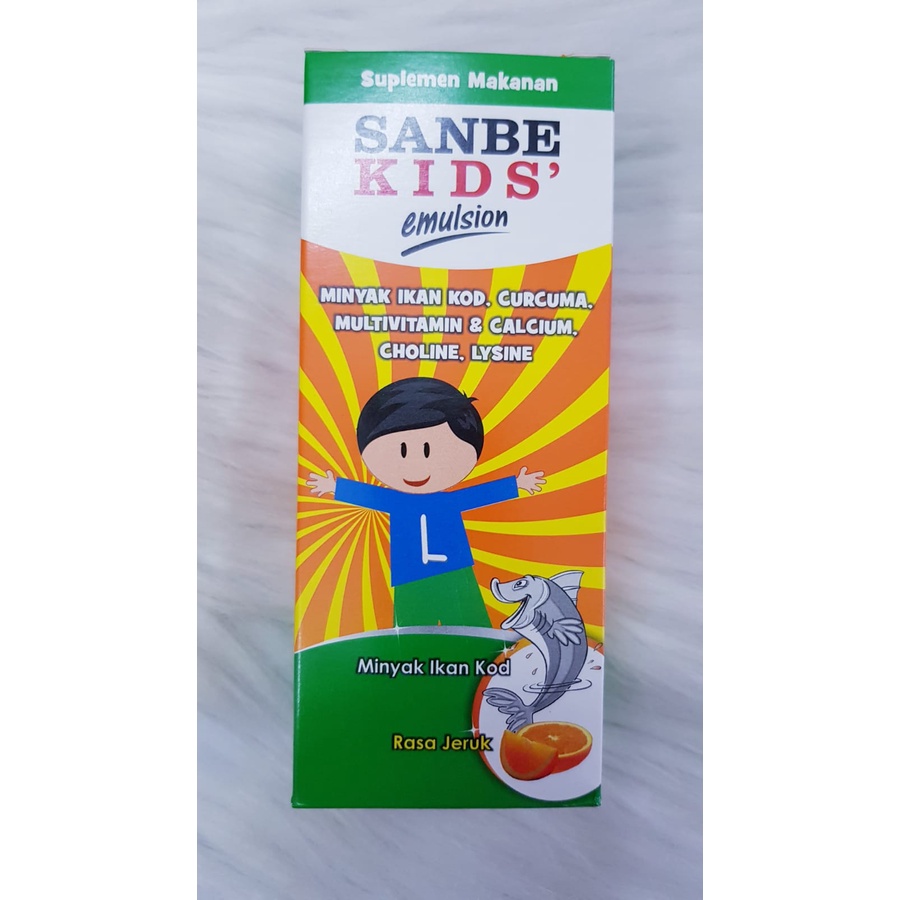 Suplemen Makanan
SANBE
KIDS'
emulsion
MINYAK IKAN KOD, CURCUMA,
MULTIVITAMIN & CALCIUM,
CHOLINE, LYSINE
L
Minyak Ikan Kod
Rasa Jeruk